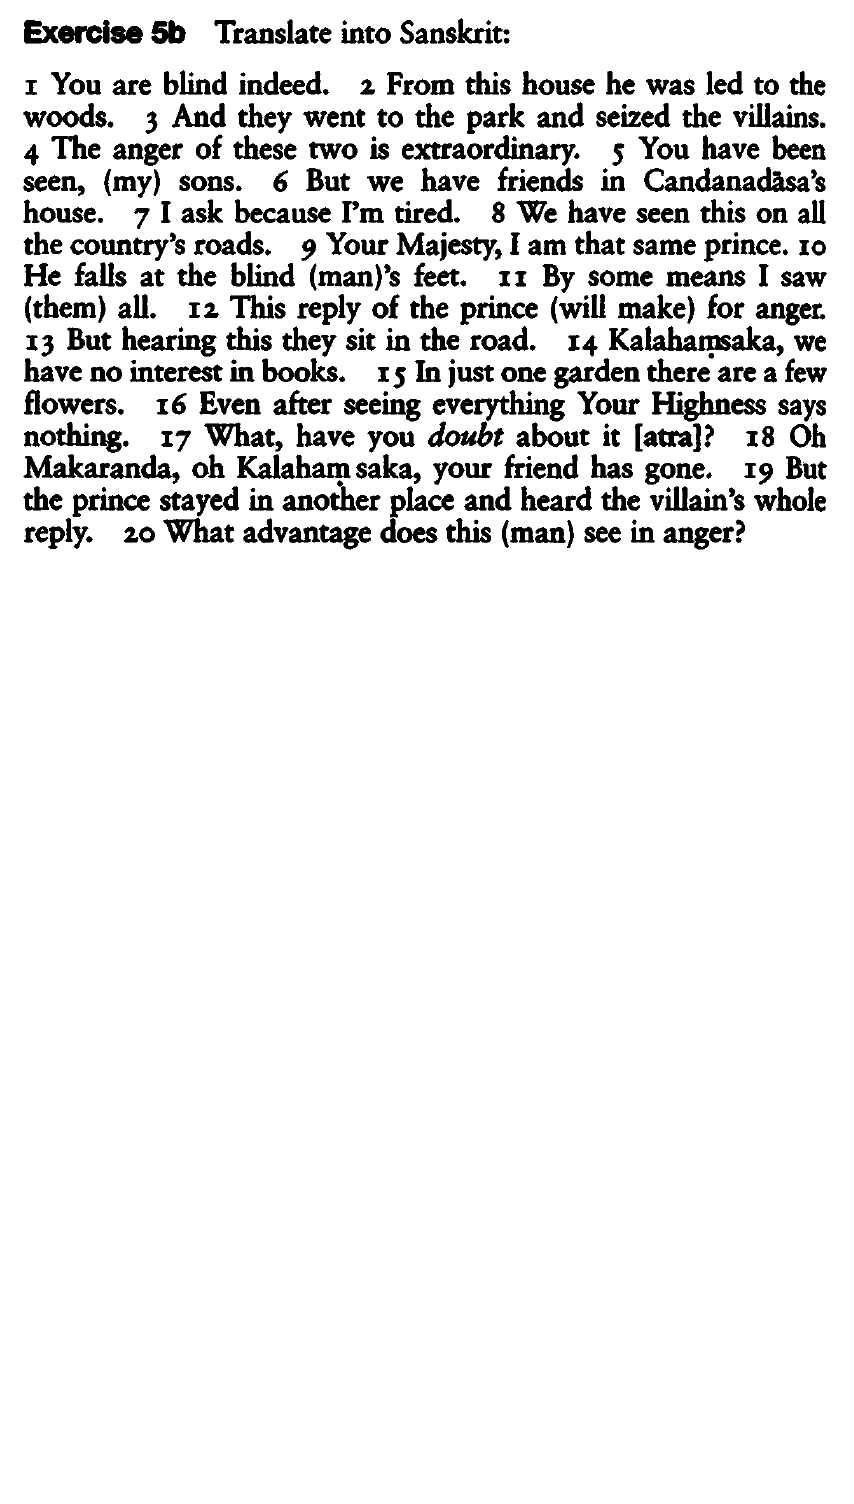 Exercise 5b Translate into Sanskrit:
1 You are blind indeed. 2 From this house he was led to the
woods. 3 And they went to the park and seized the villains.
4 The anger of these two is extraordinary. 5 You have been
seen, (my) sons. 6 But we have friends in Candanadāsa's
house. 7 I ask because I'm tired. 8 We have seen this on all
the country's roads. 9 Your Majesty, I am that same prince. 10
He falls at the blind (man)'s feet. 11 By some means I saw
(them) all. 12 This reply of the prince (will make) for anger.
13 But hearing this they sit in the road. 14 Kalahaṃsaka, we
have no interest in books. 15 In just one garden there are a few
flowers. 16 Even after seeing everything Your Highness says
nothing. 17 What, have you doubt about it [atra]? 18 Oh
Makaranda, oh Kalahaṃsaka, your friend has gone. 19 But
the prince stayed in another place and heard the villain's whole
reply. 20 What advantage does this (man) see in anger?